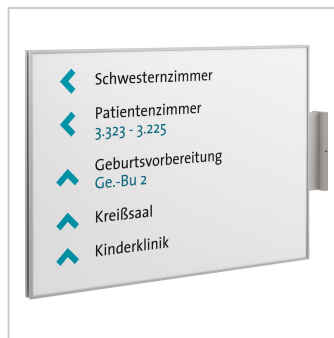 Schwesternzimmer
Patientenzimmer
3.323 - 3.225
Geburtsvorbereitung
Ge.-Bu 2
Kreißsaal
Kinderklinik